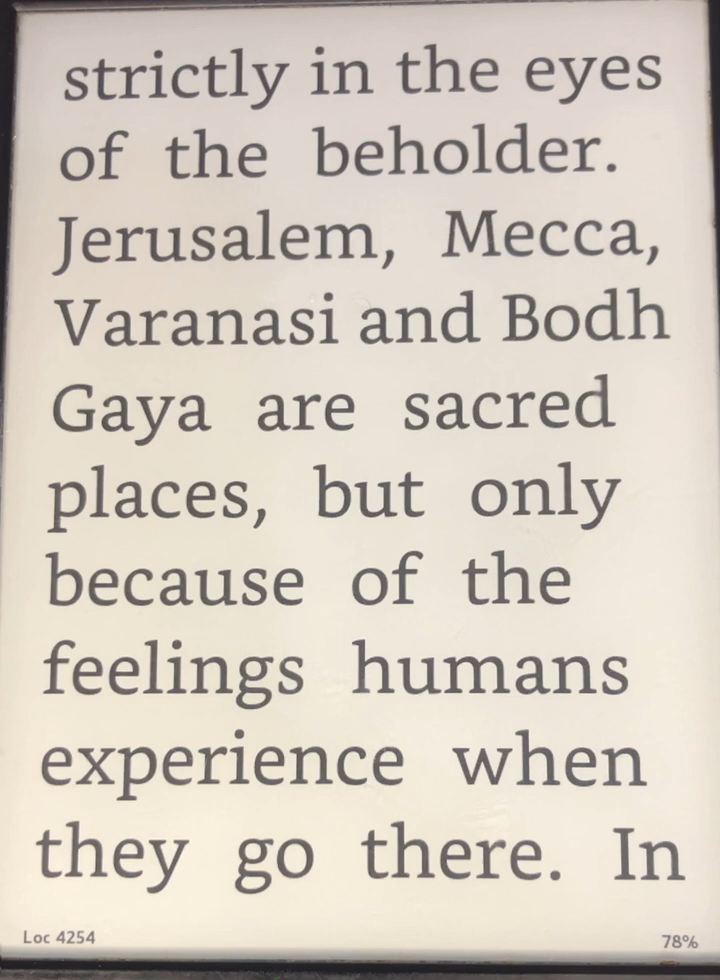 strictly in the eyes
of the beholder.
Jerusalem, Mecca,
Varanasi and Bodh
Gaya are sacred
places, but only
because of the
feelings humans
experience when
they go there. In
Loc 4254 78%